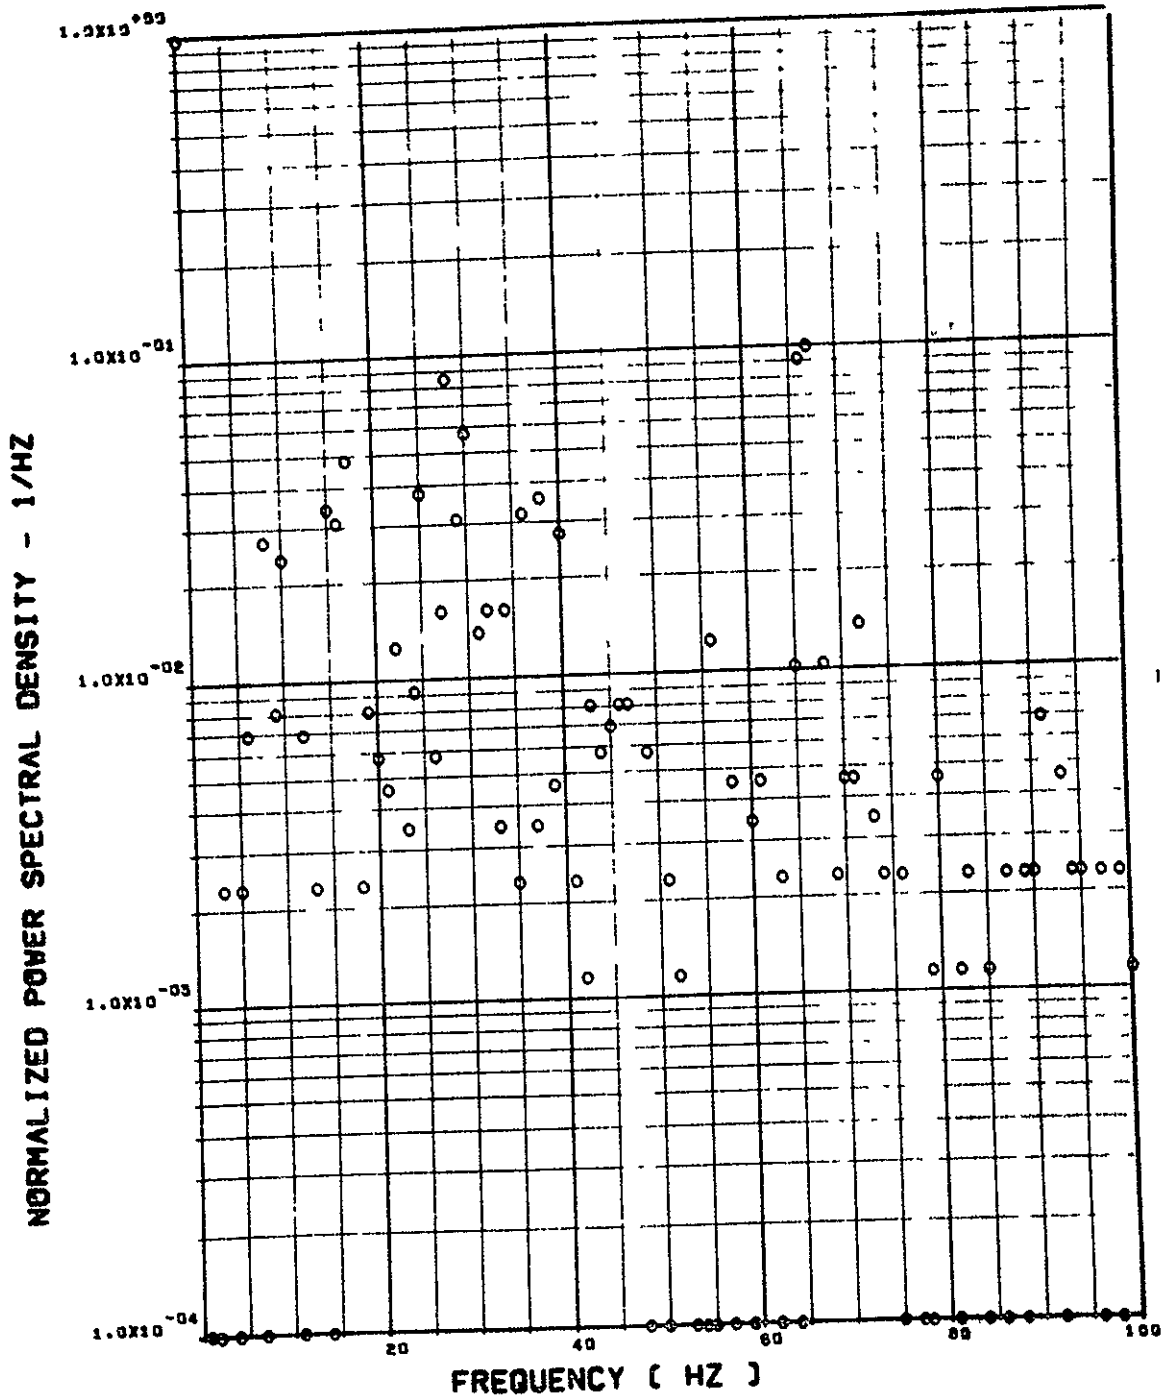 1.0X10+00
1.0X10-01
NORMALIZED POWER SPECTRAL DENSITY - 1/HZ
1.0X10-02
1
1.0X10-03
1.0X10-04
20
40
60
80
100
FREQUENCY ( HZ )